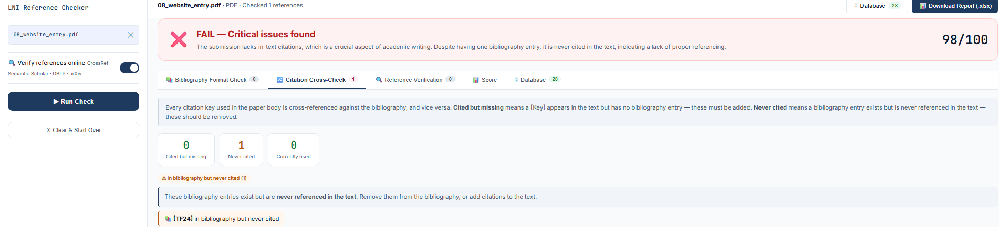 LNI Reference Checker
08_website_entry.pdf
Verify references online CrossRef ·
Semantic Scholar · DBLP · arXiv
▶ Run Check
✕ Clear & Start Over
08_website_entry.pdf · PDF · Checked 1 references
Database 28
Download Report (.xlsx)
FAIL — Critical issues found
The submission lacks in-text citations, which is a crucial aspect of academic writing. Despite having one bibliography entry, it is never cited in the text, indicating a lack of proper referencing.
98/100
Bibliography Format Check 0
Citation Cross-Check 1
Reference Verification 0
Score
Database 28
Every citation key used in the paper body is cross-referenced against the bibliography, and vice versa. Cited but missing means a [Key] appears in the text but has no bibliography entry — these must be added. Never cited means a bibliography entry exists but is never referenced in the text —
these should be removed.
0
Cited but missing
1
Never cited
0
Correctly used
⚠ In bibliography but never cited (1)
These bibliography entries exist but are never referenced in the text. Remove them from the bibliography, or add citations to the text.
[TF24] in bibliography but never cited